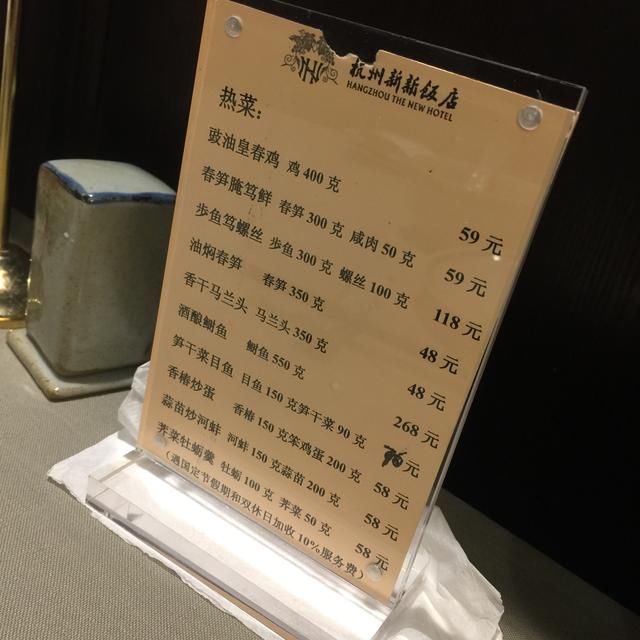 杭州新新饭店
HANGZHOU THE NEW HOTEL
热菜:
豉油皇春鸡 鸡 400 克 59 元
春笋腌笃鲜 春笋 300 克 咸肉 50 克 59 元
步鱼笃螺丝 步鱼 300 克 螺丝 100 克 118 元
油焖春笋 春笋 350 克 48 元
香干马兰头 马兰头 350 克 48 元
酒酿鲥鱼 鲥鱼 550 克 268 元
笋干菜目鱼 目鱼 150 克笋干菜 90 克 元
香椿炒蛋 香椿 150 克笨鸡蛋 200 克 58 元
蒜苗炒河蚌 河蚌 150 克蒜苗 200 克 58 元
荠菜牡蛎羹 牡蛎 100 克 荠菜 50 克 58 元
(遇国定节假期和双休日加收 10%服务费)